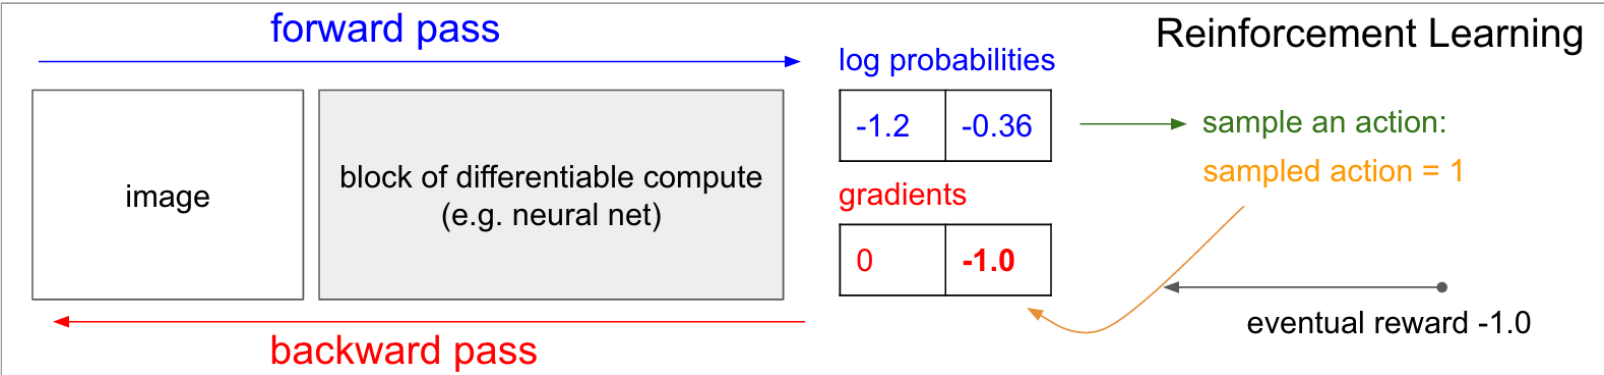 forward pass
Reinforcement Learning
log probabilities
-1.2 -0.36
sample an action:
sampled action = 1
image
block of differentiable compute
(e.g. neural net)
gradients
0 -1.0
eventual reward -1.0
backward pass